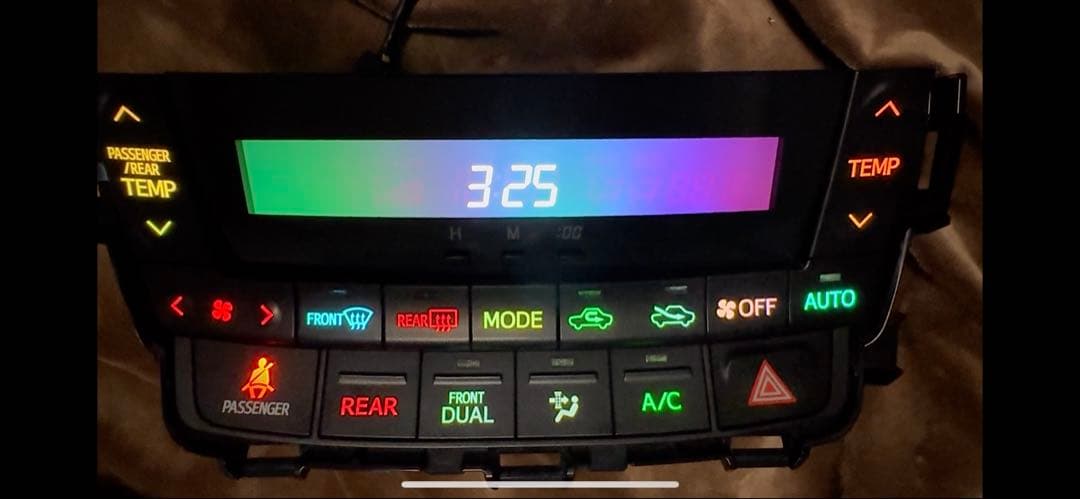 PASSENGER
/REAR
TEMP
3:25
H M :00
TEMP
FRONT
REAR
MODE
OFF
AUTO
PASSENGER
REAR
FRONT
DUAL
A/C